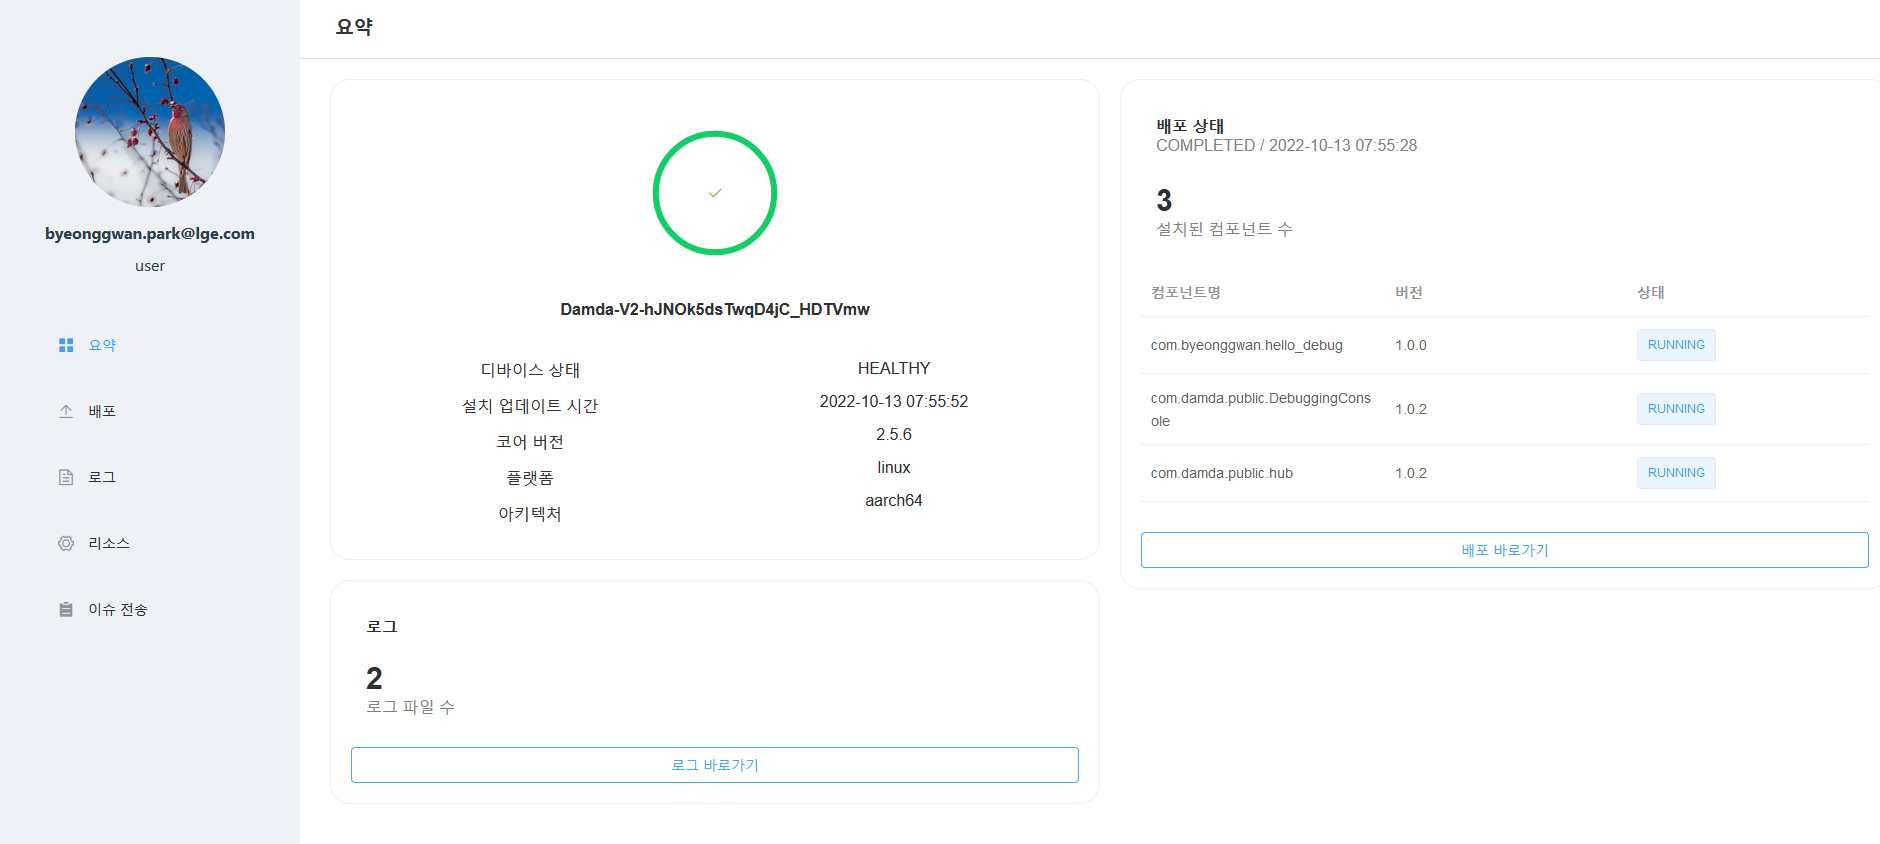 byeonggwan.park@lge.com
user
요약
배포
로그
리소스
이슈 전송
요약
Damda-V2-hJNOk5dsTwqD4jC_HDTVmw
디바이스 상태 HEALTHY
설치 업데이트 시간 2022-10-13 07:55:52
코어 버전 2.5.6
플랫폼 linux
아키텍처 aarch64
로그
2
로그 파일 수
로그 바로가기
배포 상태
COMPLETED / 2022-10-13 07:55:28
3
설치된 컴포넌트 수
컴포넌트명 버전 상태
com.byeonggwan.hello_debug 1.0.0 RUNNING
com.damda.public.DebuggingCons
ole 1.0.2 RUNNING
com.damda.public.hub 1.0.2 RUNNING
배포 바로가기